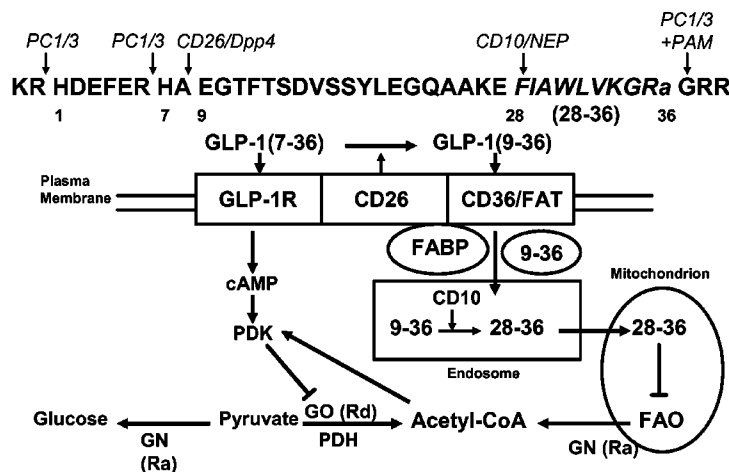 PC1/3
PC1/3 CD26/Dpp4 CD10/NEP PC1/3
+PAM
KR HDEFER HA EGTFTSDVSSYLEGQAAKE FIAWLVKGRa GRR
1 7 9 28 (28-36) 36
GLP-1(7-36) GLP-1(9-36)
Plasma
Membrane
GLP-1R CD26 CD36/FAT
FABP 9-36
cAMP
Mitochondrion
CD10
PDK 9-36 28-36 28-36
Endosome
Glucose Pyruvate GO (Rd) Acetyl-CoA FAO
GN PDH GN (Ra)
(Ra)